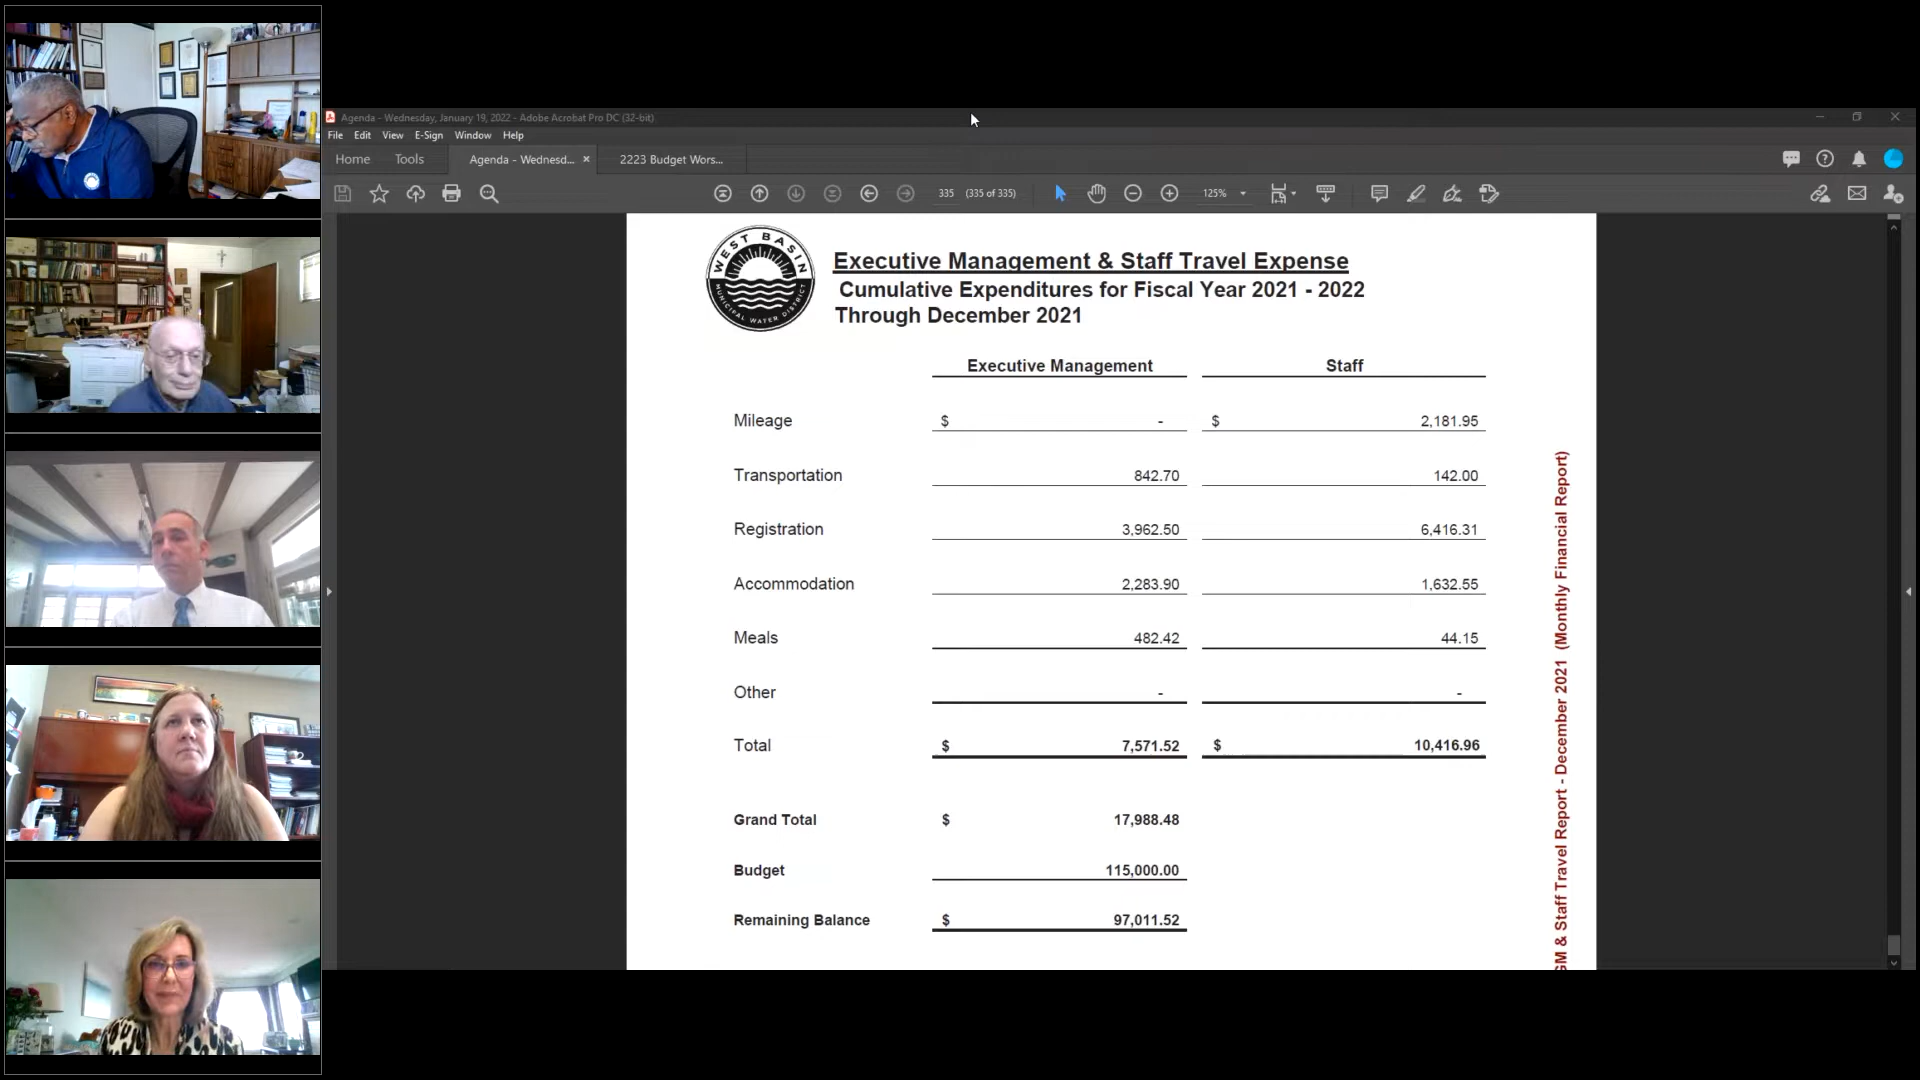 Agenda - Wednesday, January 19, 2022 - Adobe Acrobat Pro DC (32-bit)
File Edit View E-Sign Window Help
Home Tools Agenda - Wednesd... 2223 Budget Wors...
335 (335 of 335) 125%
WEST BASIN
MUNICIPAL WATER DISTRICT
Executive Management & Staff Travel Expense
Cumulative Expenditures for Fiscal Year 2021 - 2022
Through December 2021
Executive Management Staff
Mileage $ - $ 2,181.95
Transportation 842.70 142.00
Registration 3,962.50 6,416.31
Accommodation 2,283.90 1,632.55
Meals 482.42 44.15
Other - -
Total $ 7,571.52 $ 10,416.96
Grand Total $ 17,988.48
Budget 115,000.00
Remaining Balance $ 97,011.52
GM & Staff Travel Report - December 2021 (Monthly Financial Report)